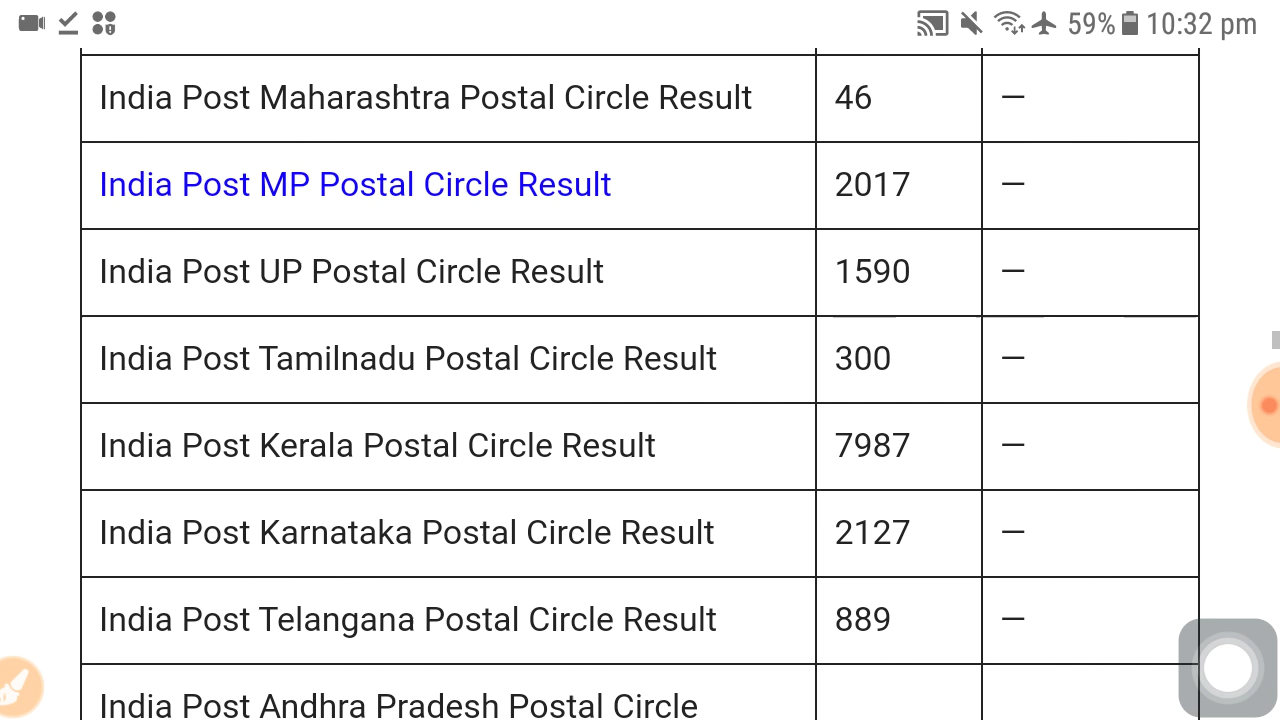 59% 10:32 pm
India Post Maharashtra Postal Circle Result 46 —
India Post MP Postal Circle Result 2017 —
India Post UP Postal Circle Result 1590 —
India Post Tamilnadu Postal Circle Result 300 —
India Post Kerala Postal Circle Result 7987 —
India Post Karnataka Postal Circle Result 2127 —
India Post Telangana Postal Circle Result 889 —
India Post Andhra Pradesh Postal Circle